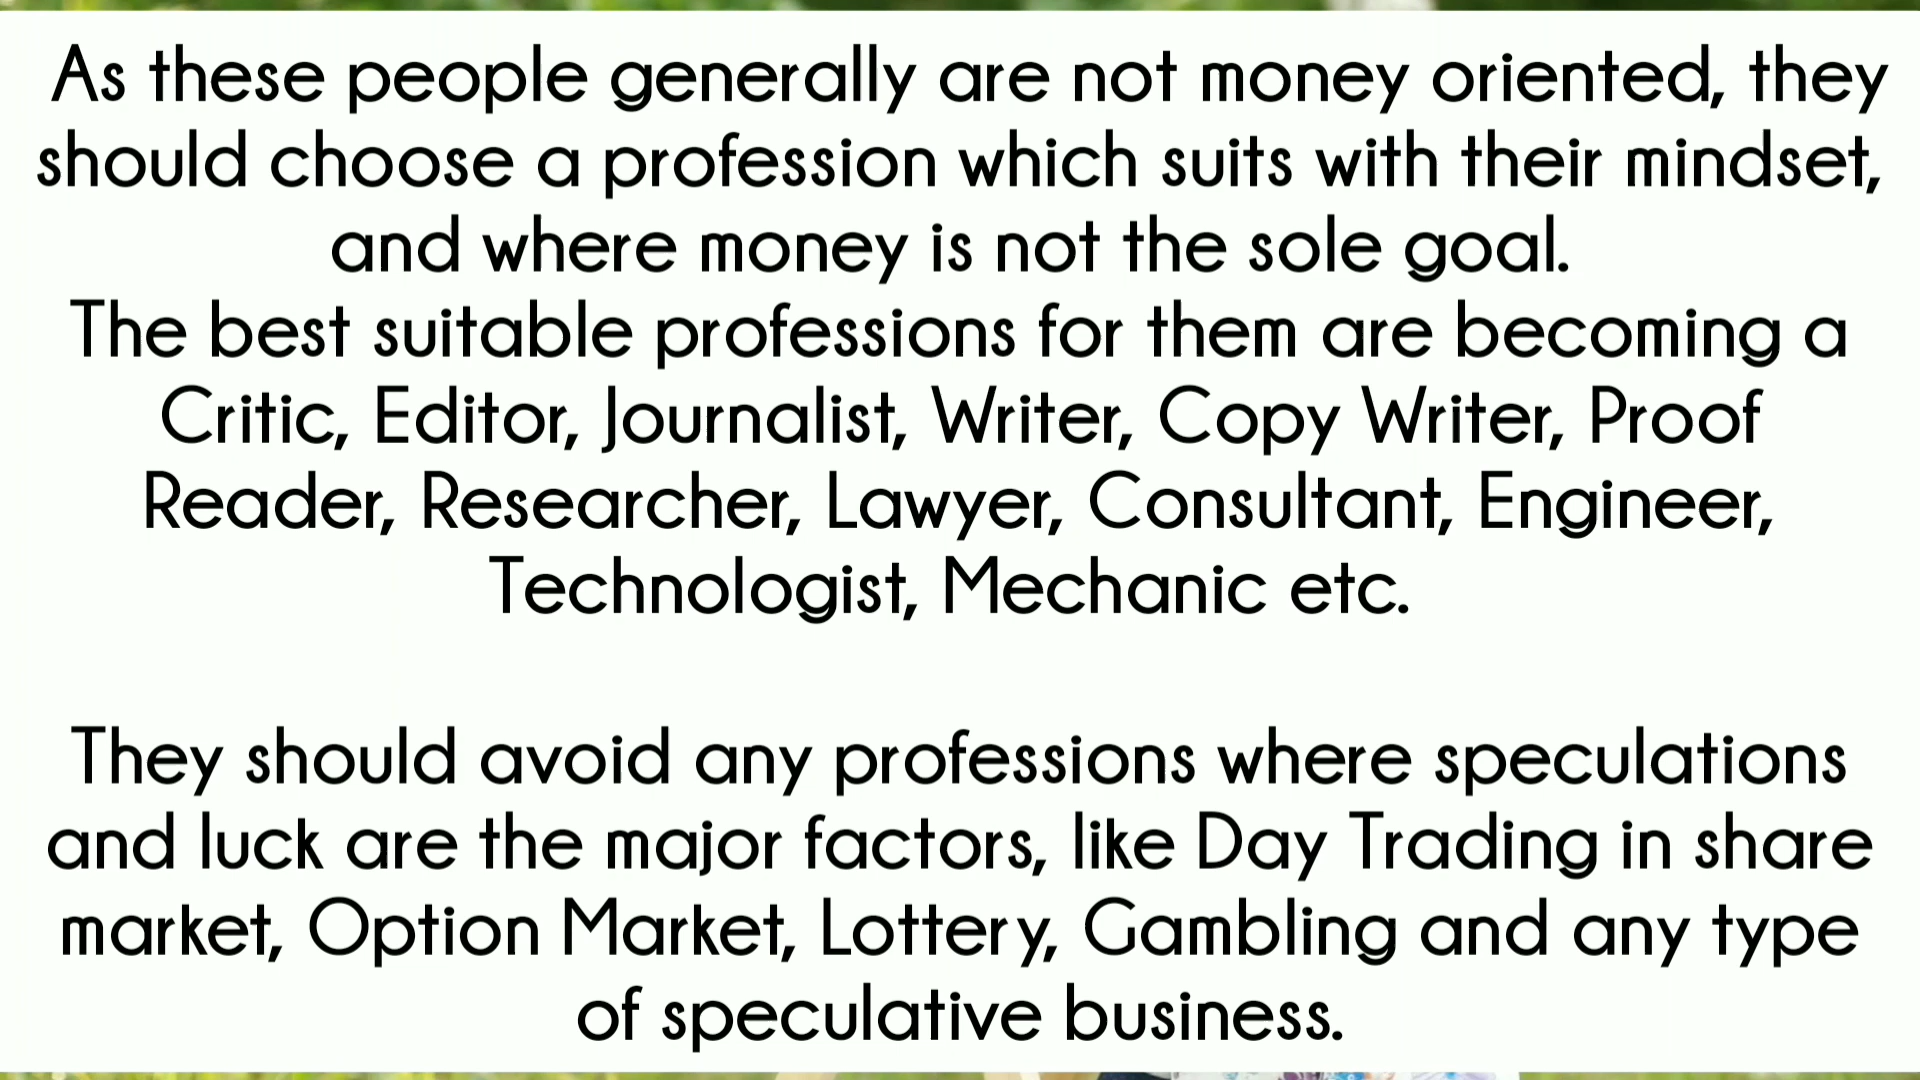 As these people generally are not money oriented, they
should choose a profession which suits with their mindset,
and where money is not the sole goal.
The best suitable professions for them are becoming a
Critic, Editor, Journalist, Writer, Copy Writer, Proof
Reader, Researcher, Lawyer, Consultant, Engineer,
Technologist, Mechanic etc.
They should avoid any professions where speculations
and luck are the major factors, like Day Trading in share
market, Option Market, Lottery, Gambling and any type
of speculative business.